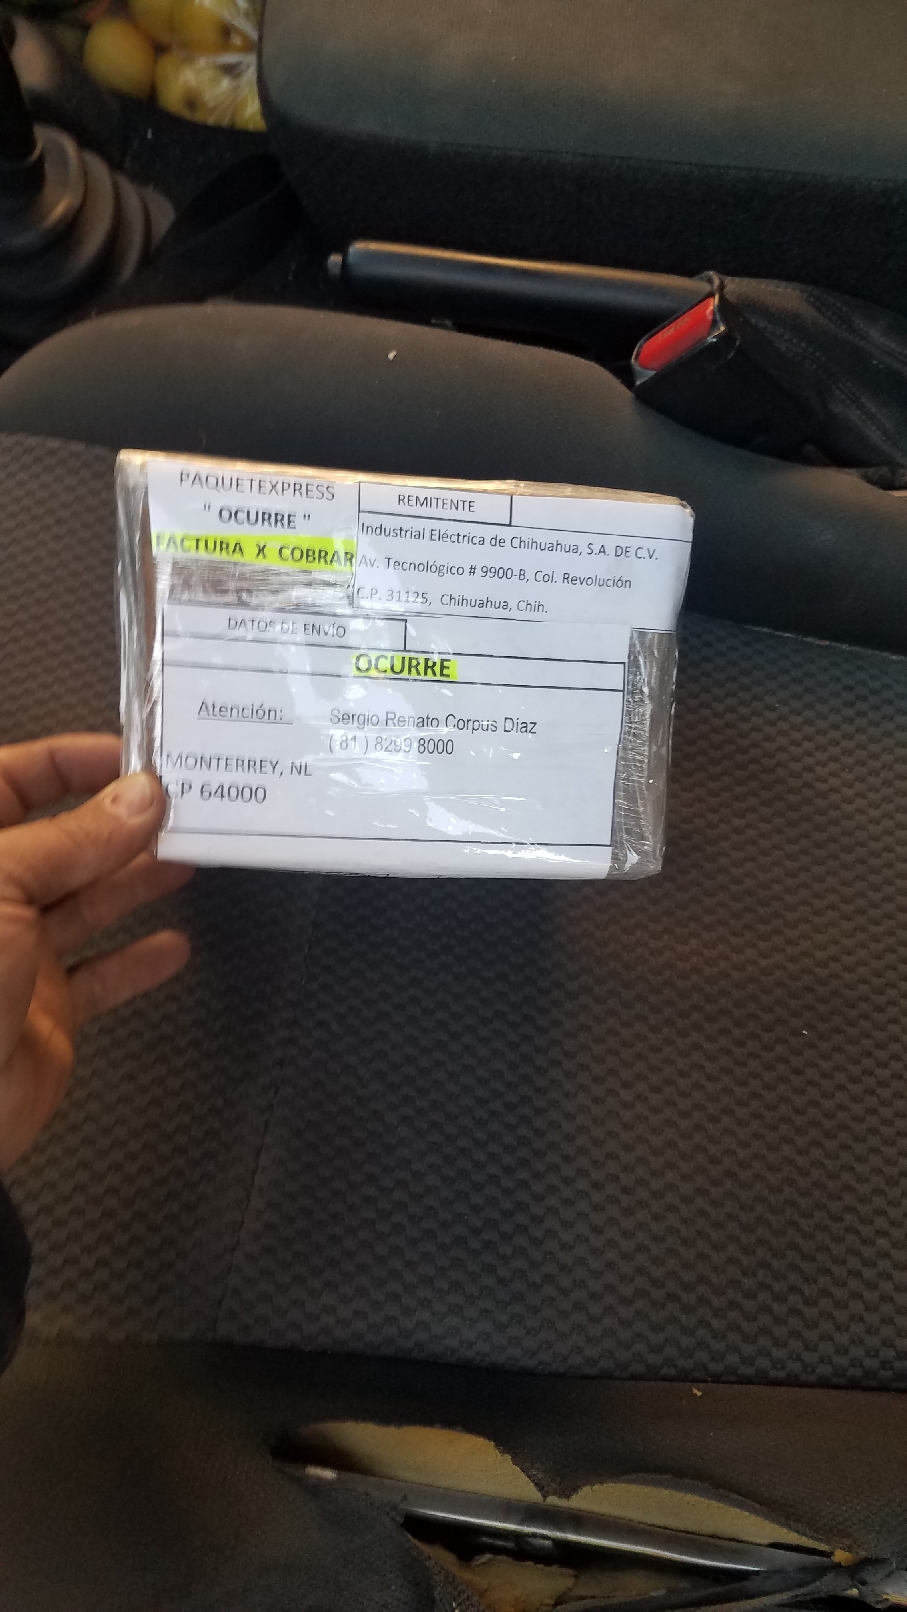 PAQUETEXPRESS
" OCURRE "
FACTURA X COBRAR
REMITENTE
Industrial Eléctrica de Chihuahua, S.A. DE C.V.
Av. Tecnológico # 9900-B, Col. Revolución
C.P. 31125, Chihuahua, Chih.
DATOS DE ENVÍO
OCURRE
Atención: Sergio Renato Corpus Díaz
( 81 ) 8299 8000
MONTERREY, NL
CP 64000